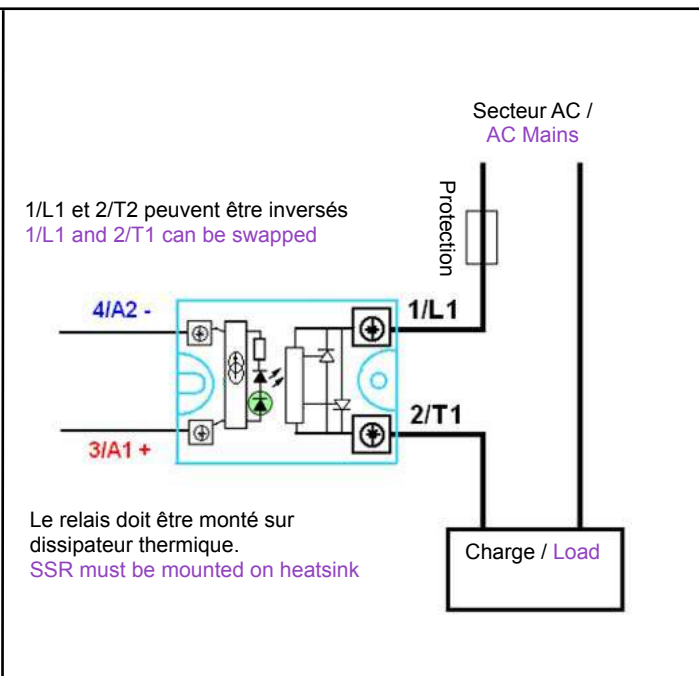 Secteur AC /
AC Mains
Protection
1/L1 et 2/T2 peuvent être inversés
1/L1 and 2/T1 can be swapped
4/A2 -
1/L1
3/A1 +
2/T1
Le relais doit être monté sur
dissipateur thermique.
SSR must be mounted on heatsink
Charge / Load